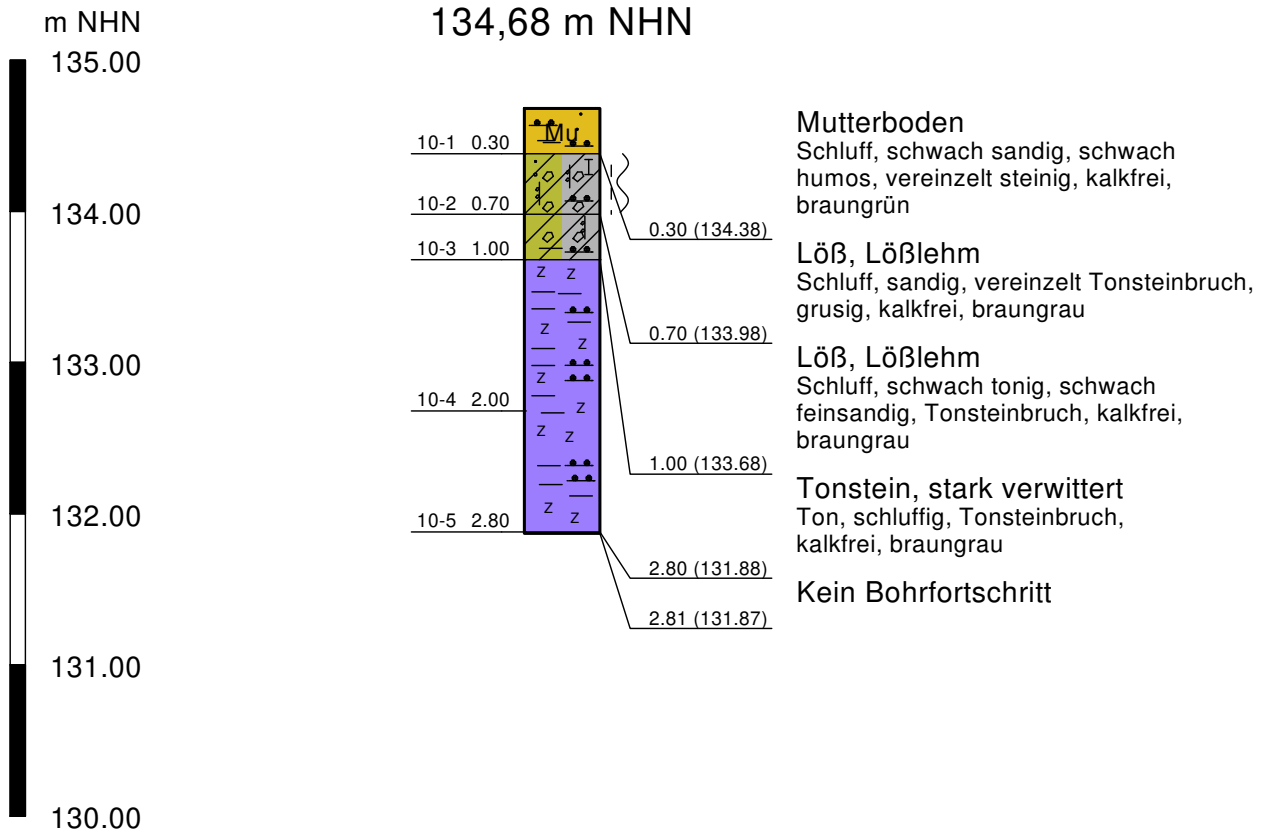 m NHN
134,68 m NHN
135.00
134.00
133.00
132.00
131.00
130.00
10-1 0.30
10-2 0.70
10-3 1.00
10-4 2.00
10-5 2.80
Mu
T
z z
z
z
z
z
z
z
z
z
0.30 (134.38)
0.70 (133.98)
1.00 (133.68)
2.80 (131.88)
2.81 (131.87)
Mutterboden
Schluff, schwach sandig, schwach
humos, vereinzelt steinig, kalkfrei,
braungrün
Löß, Lößlehm
Schluff, sandig, vereinzelt Tonsteinbruch,
grusig, kalkfrei, braungrau
Löß, Lößlehm
Schluff, schwach tonig, schwach
feinsandig, Tonsteinbruch, kalkfrei,
braungrau
Tonstein, stark verwittert
Ton, schluffig, Tonsteinbruch,
kalkfrei, braungrau
Kein Bohrfortschritt